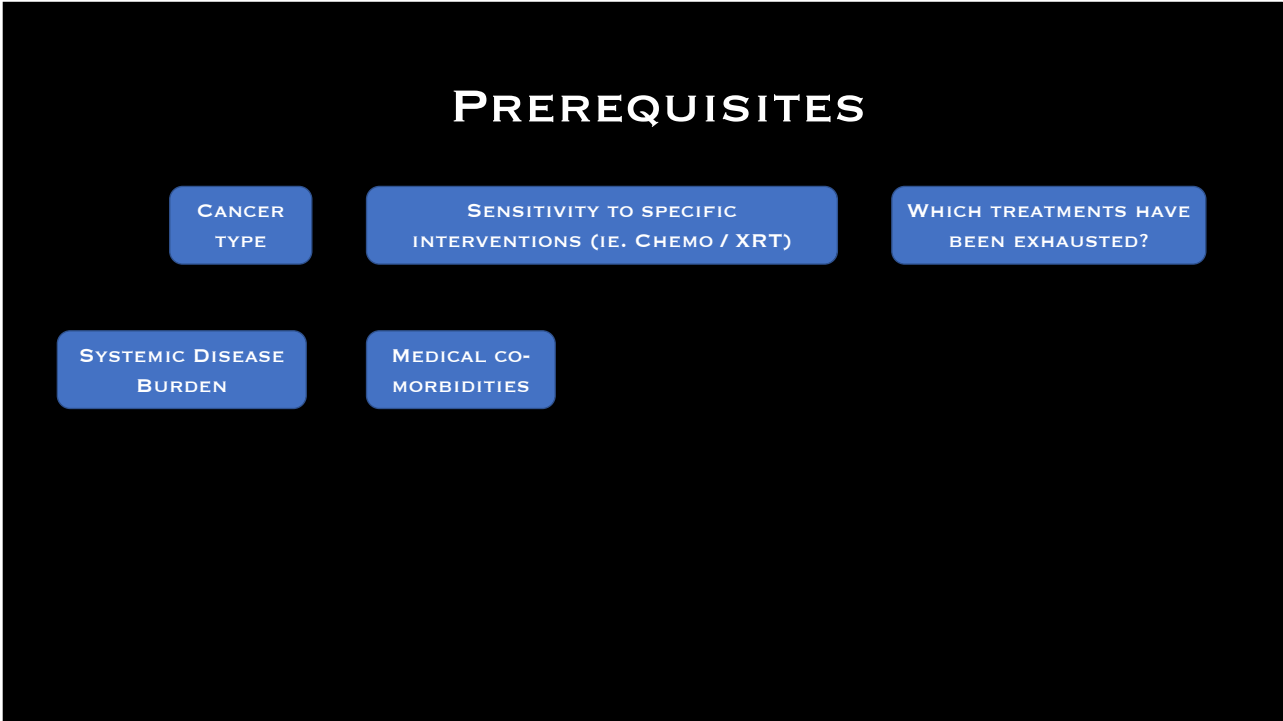 Prerequisites
Cancer
type
Sensitivity to specific
interventions (ie. Chemo / XRT)
Which treatments have
been exhausted?
Systemic Disease
Burden
Medical co-
morbidities